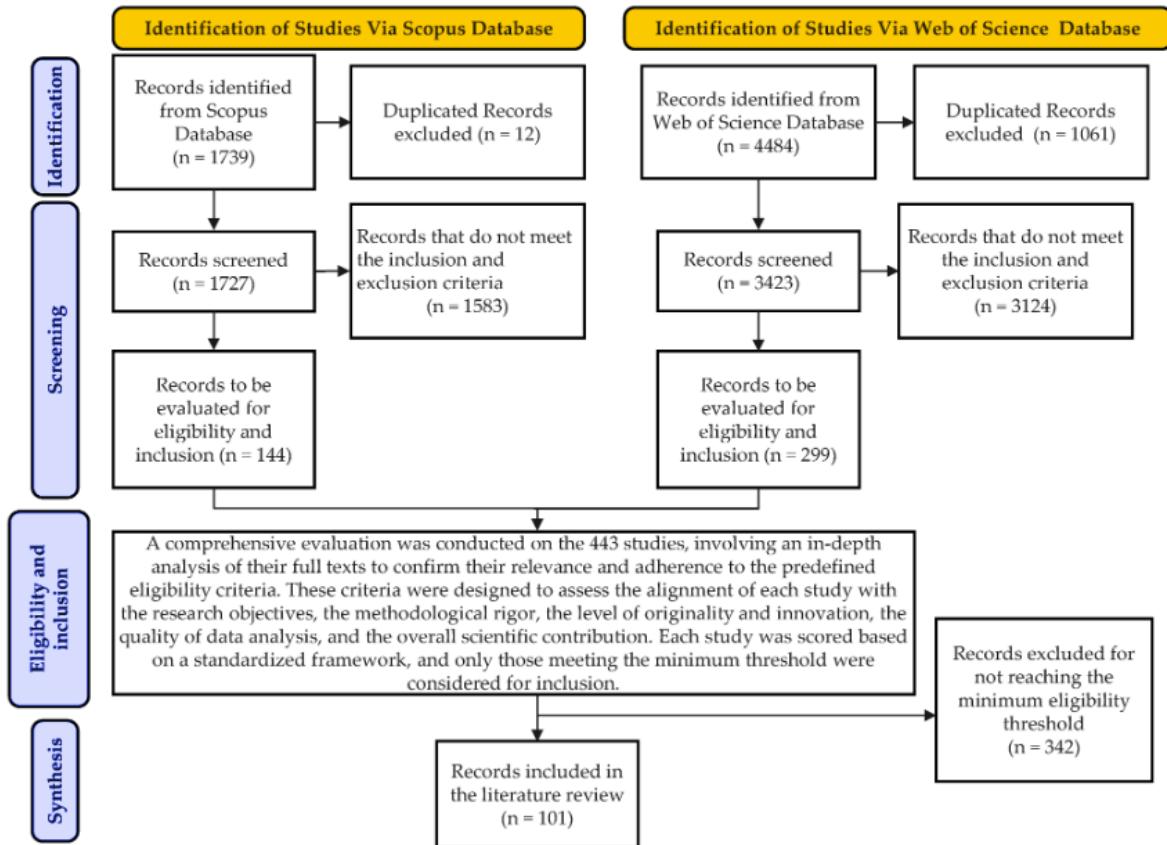 Identification of Studies Via Scopus Database
Identification of Studies Via Web of Science Database
Identification
Records identified
from Scopus
Database
(n = 1739)
Duplicated Records
excluded (n = 12)
Records identified from
Web of Science Database
(n = 4484)
Duplicated Records
excluded (n = 1061)
Screening
Records screened
(n = 1727)
Records that do not meet
the inclusion and
exclusion criteria
(n = 1583)
Records screened
(n = 3423)
Records that do not meet
the inclusion and
exclusion criteria
(n = 3124)
Records to be
evaluated for
eligibility and
inclusion (n = 144)
Records to be
evaluated for
eligibility and
inclusion (n = 299)
Eligibility and
inclusion
A comprehensive evaluation was conducted on the 443 studies, involving an in-depth
analysis of their full texts to confirm their relevance and adherence to the predefined
eligibility criteria. These criteria were designed to assess the alignment of each study with
the research objectives, the methodological rigor, the level of originality and innovation, the
quality of data analysis, and the overall scientific contribution. Each study was scored based
on a standardized framework, and only those meeting the minimum threshold were
considered for inclusion.
Records excluded for
not reaching the
minimum eligibility
threshold
(n = 342)
Synthesis
Records included in
the literature review
(n = 101)